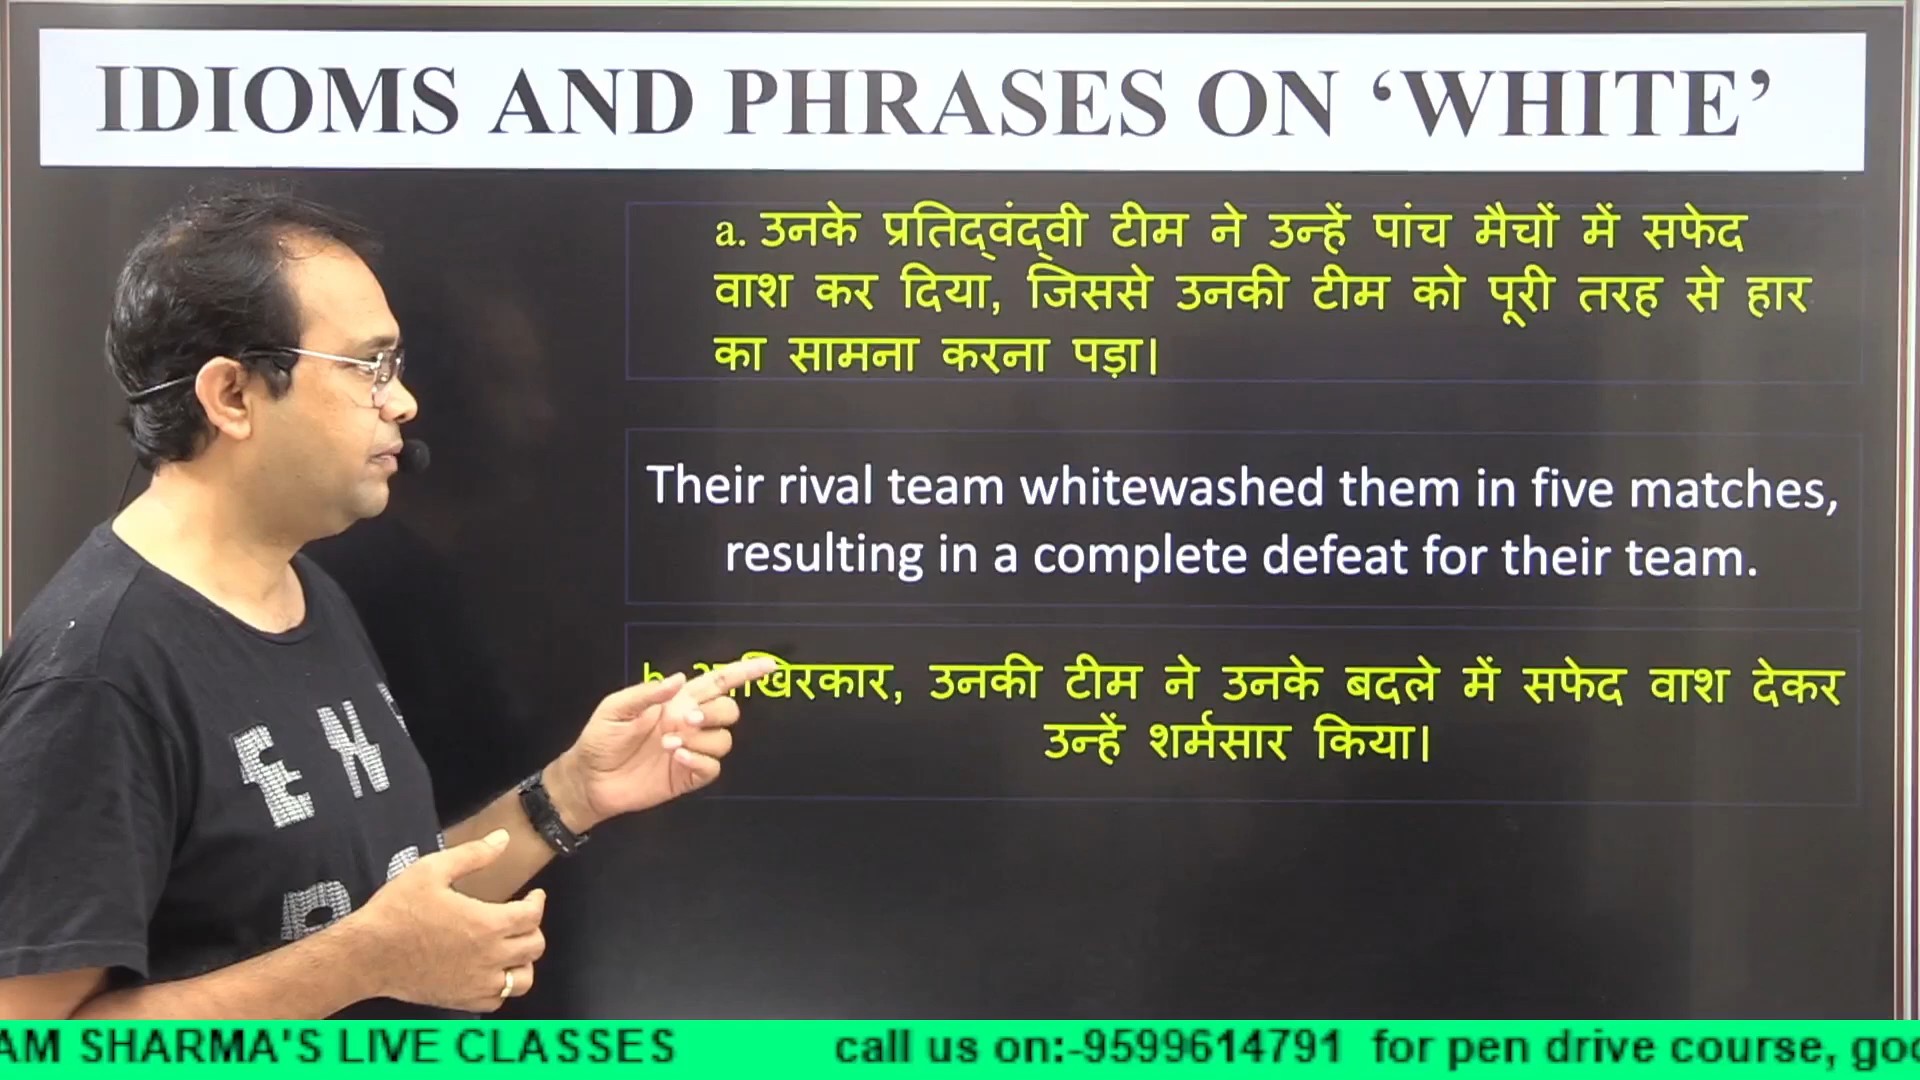 IDIOMS AND PHRASES ON ‘WHITE’
a. उनके प्रतिद्वंद्वी टीम ने उन्हें पांच मैचों में सफेद
वाश कर दिया, जिससे उनकी टीम को पूरी तरह से हार
का सामना करना पड़ा।
Their rival team whitewashed them in five matches,
resulting in a complete defeat for their team.
उनकी टीम ने उनके बदले में सफेद वाश देकर
उन्हें शर्मसार किया।
AM SHARMA'S LIVE CLASSES call us on:-9599614791 for pen drive course,